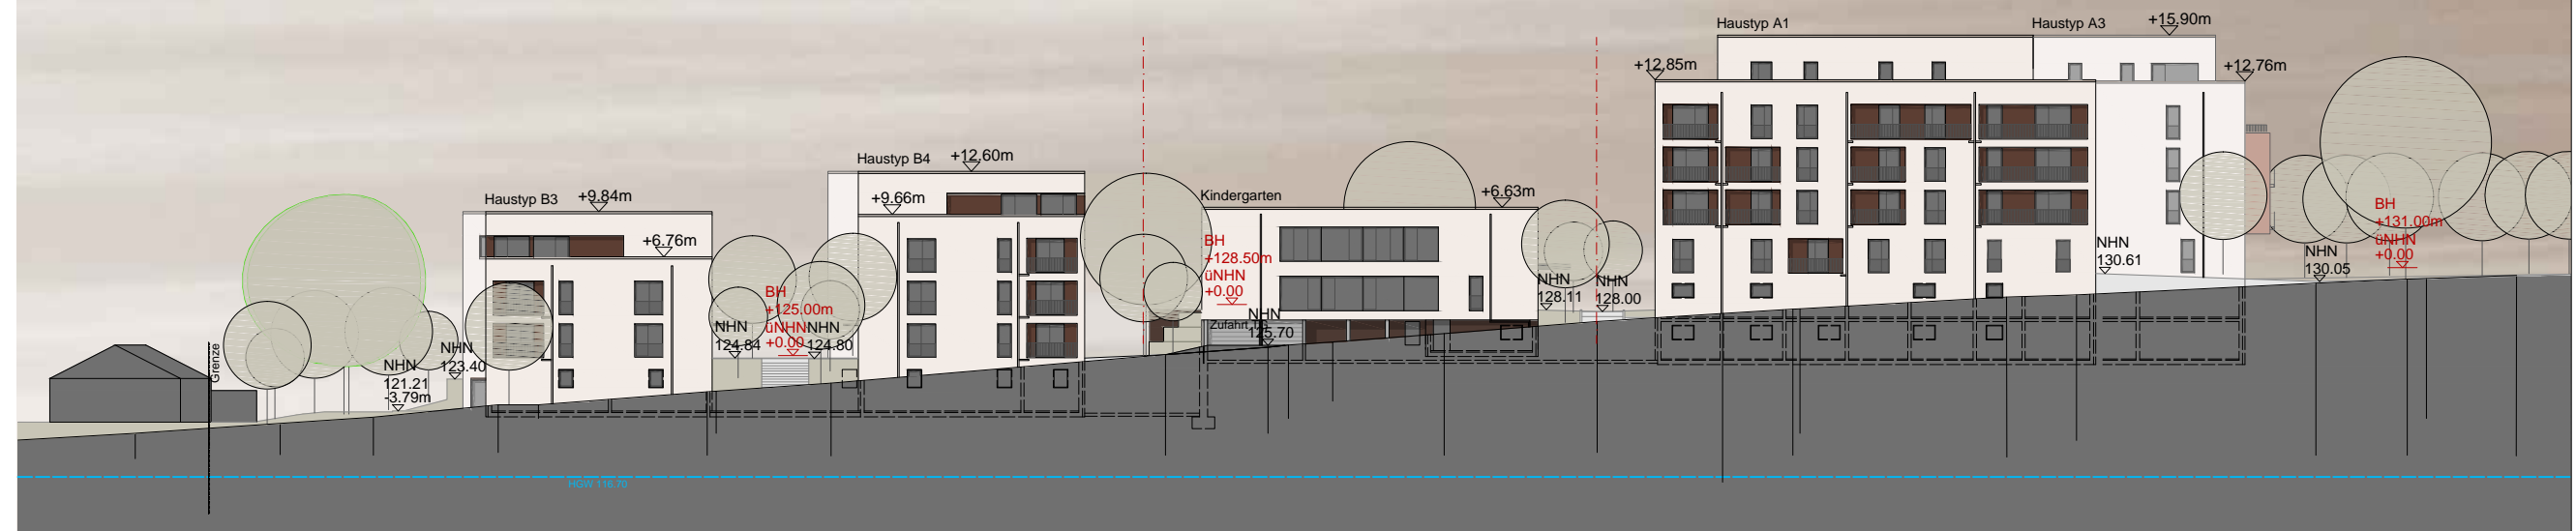 Haustyp A1
Haustyp A3
+15.90m
+12,85m
+12,76m
Haustyp B4
+12,60m
Haustyp B3
+9.84m
+9.66m
Kindergarten
+6.63m
+6.76m
BH
+128.50m
üNHN
+0.00
BH
+131.00m
üNHN
+0.00
NHN
130.61
NHN
130.05
NHN
128.11
NHN
128.00
BH
+125.00m
üNHN
+0.00
NHN
124.84
NHN
124.80
NHN
125.70
Zufahrt TG
NHN
123.40
Grenze
NHN
121.21
-3.79m
HGW 116.70